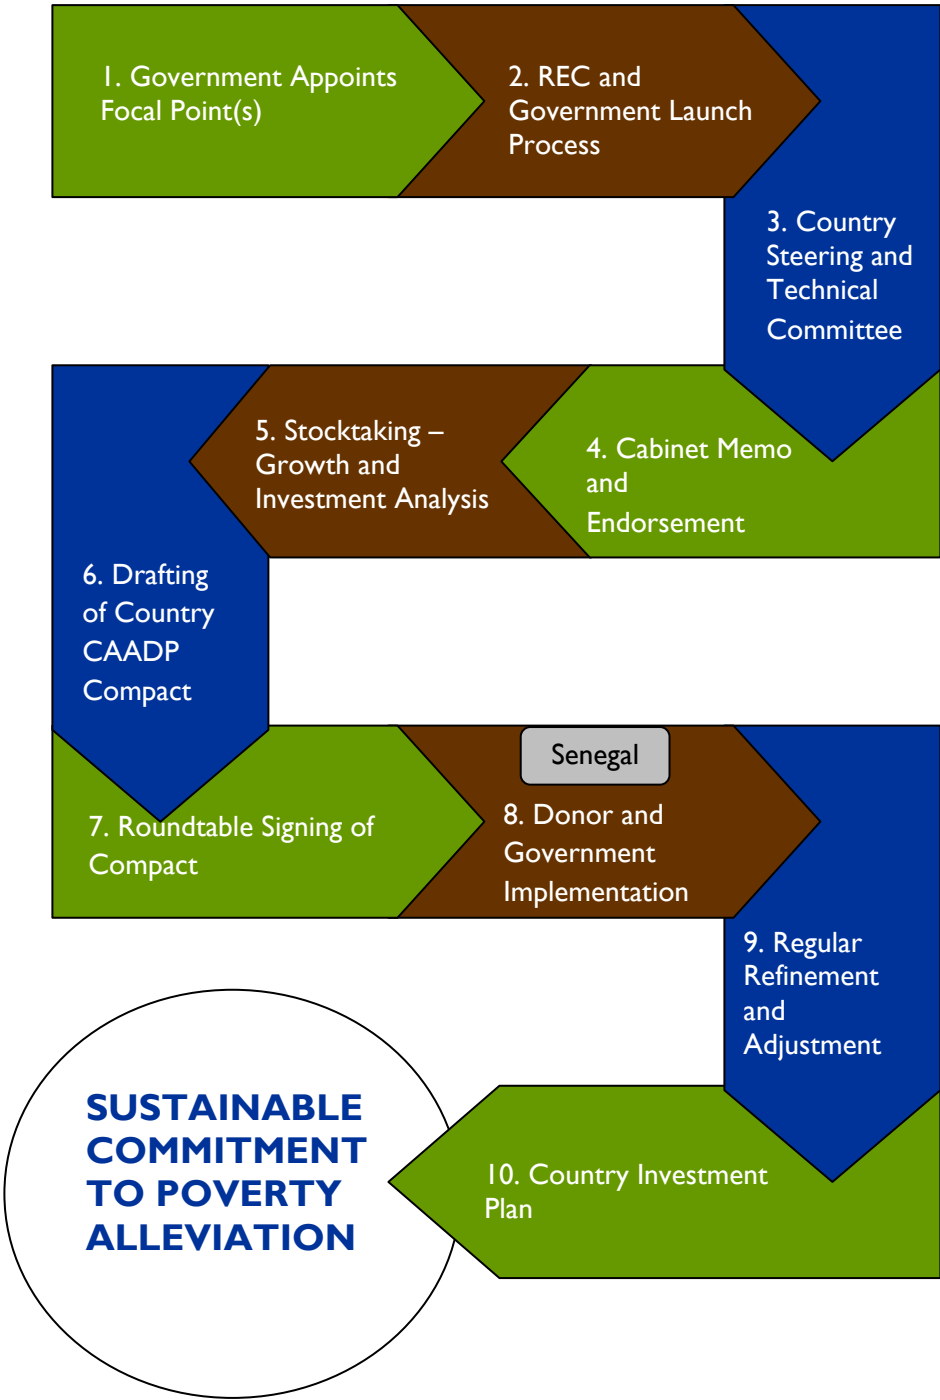 1. Government Appoints
Focal Point(s)
2. REC and
Government Launch
Process
3. Country
Steering and
Technical
Committee
4. Cabinet Memo
and
Endorsement
5. Stocktaking –
Growth and
Investment Analysis
6. Drafting
of Country
CAADP
Compact
7. Roundtable Signing of
Compact
Senegal
8. Donor and
Government
Implementation
9. Regular
Refinement
and
Adjustment
10. Country Investment
Plan
SUSTAINABLE
COMMITMENT
TO POVERTY
ALLEVIATION